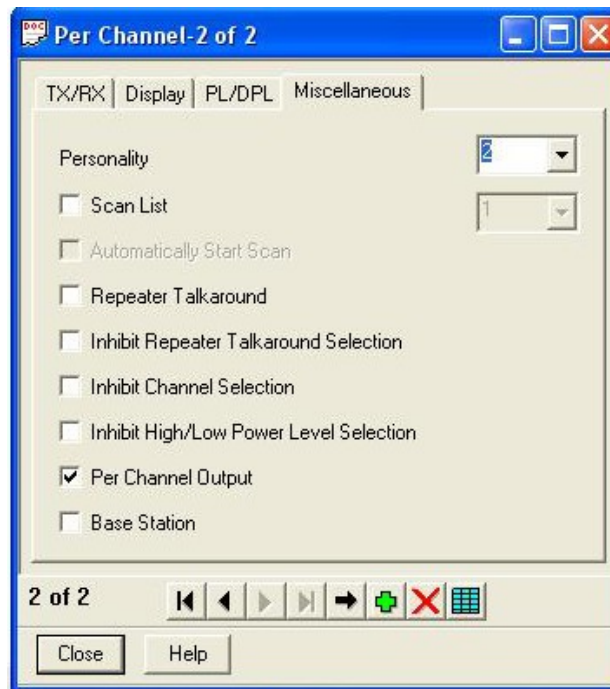 Per Channel-2 of 2
TX/RX Display PL/DPL Miscellaneous
Personality 2
Scan List 1
Automatically Start Scan
Repeater Talkaround
Inhibit Repeater Talkaround Selection
Inhibit Channel Selection
Inhibit High/Low Power Level Selection
Per Channel Output
Base Station
2 of 2
Close Help